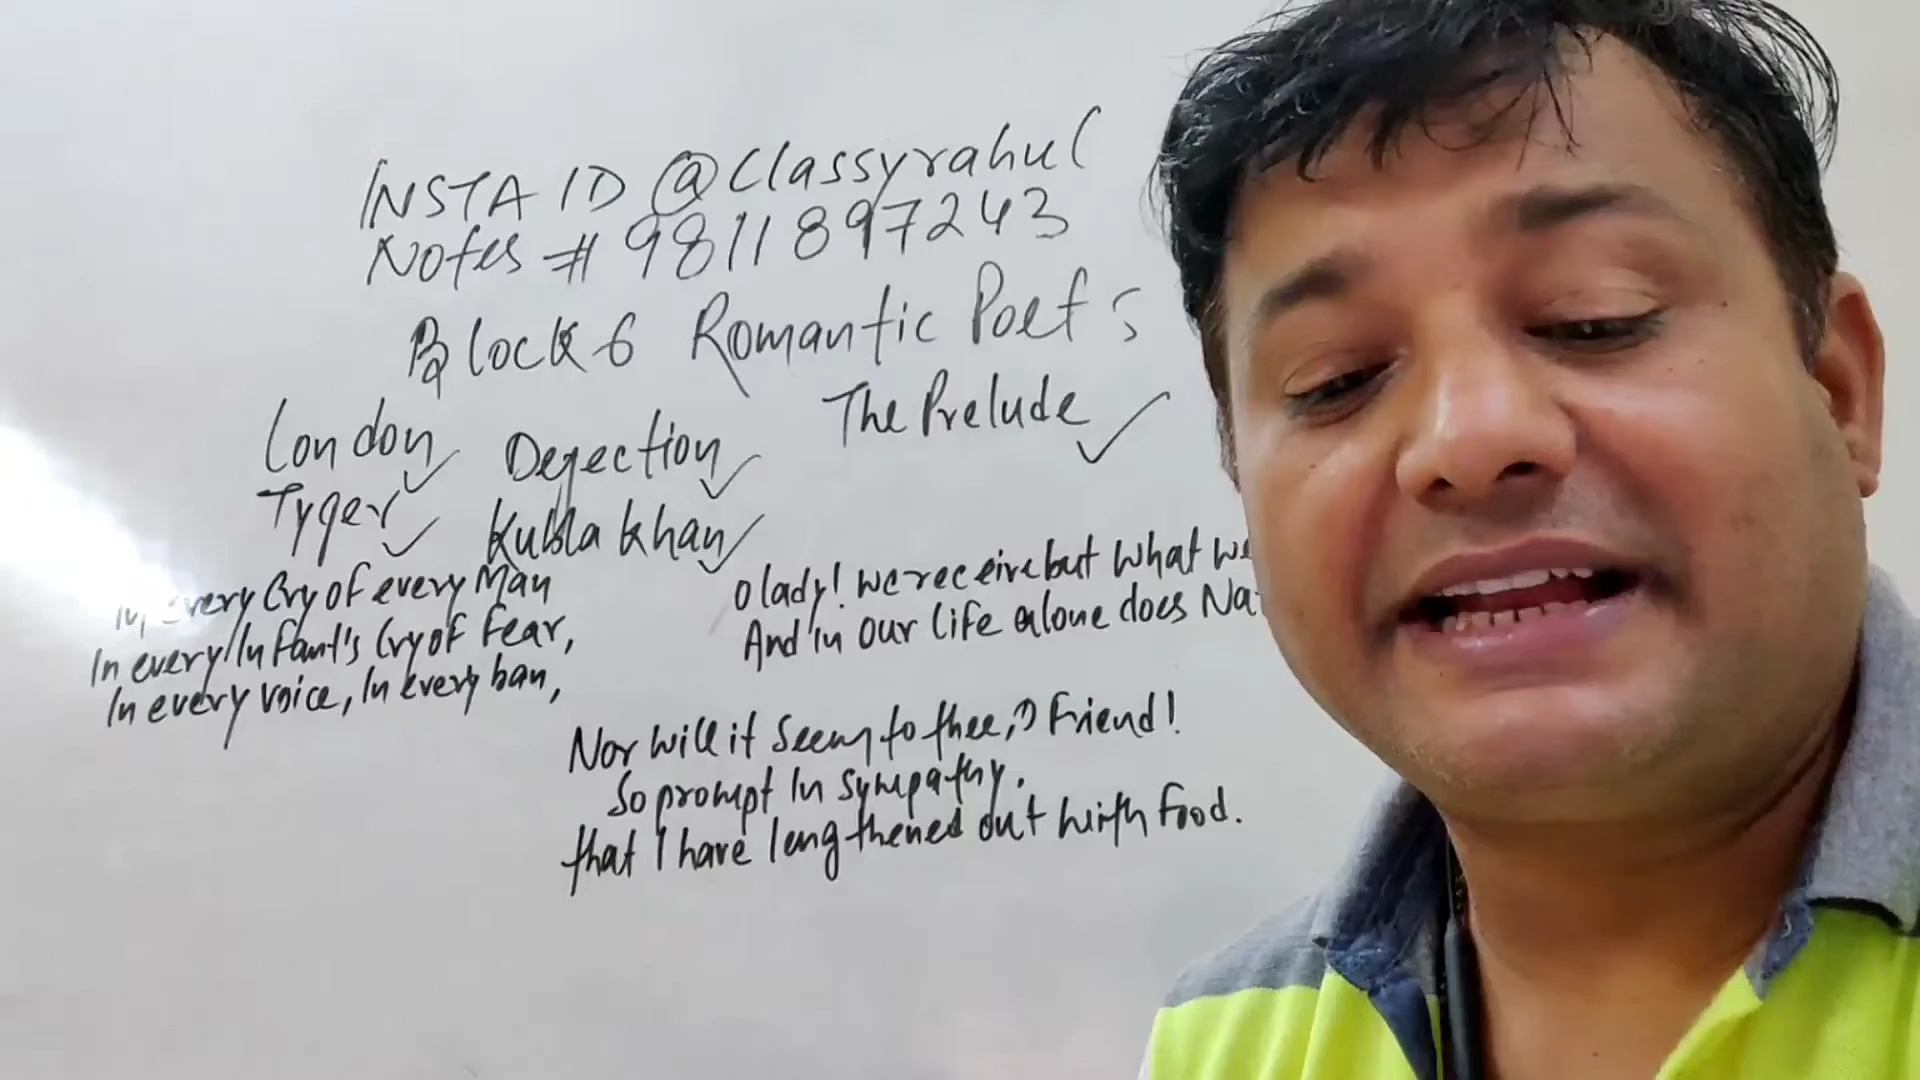 INSTA ID @classyrahul
Notes # 9811897243
Block 6 Romantic Poets
London Dejection The Prelude
Tyger Kubla Khan
In every Cry of every Man
In every Infant's Cry of Fear,
In every voice, In every ban,
O lady! we receive but what we
And in our life alone does Na
Nor will it seem to thee, O Friend!
So prompt In sympathy.
that I have lengthened out with food.